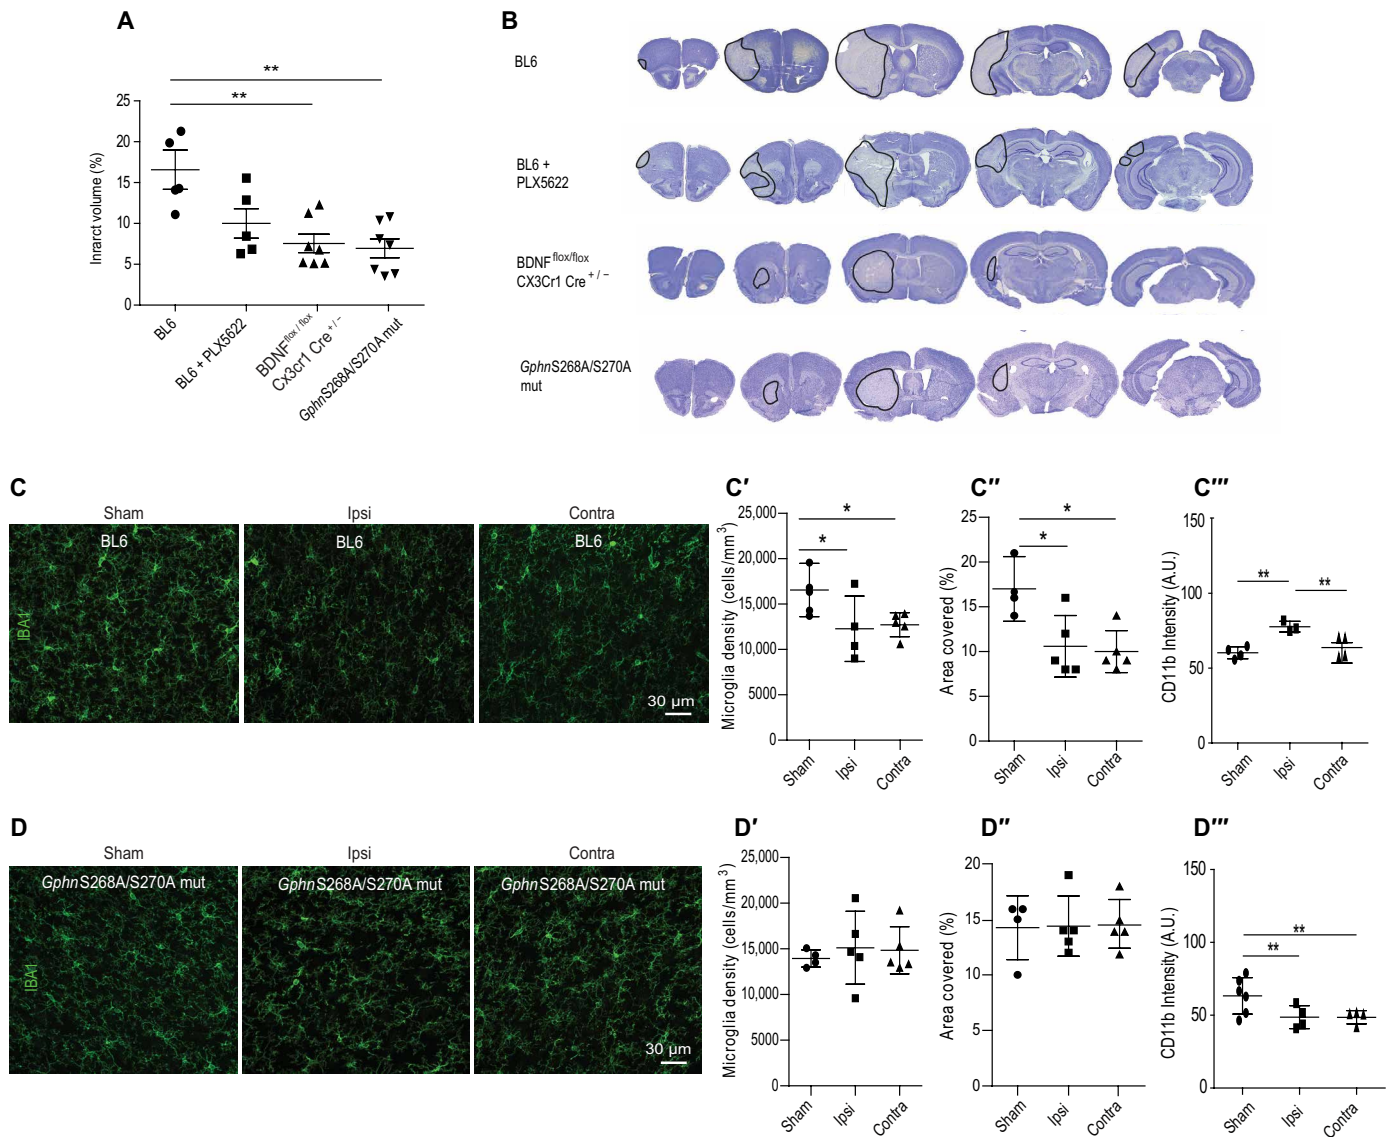 A
**
**
25
20
15
10
5
0
Inrarct volume (%)
BL6
BL6 + PLX5622
BDNF flox / flox
Cx3cr1 Cre + / −
GphnS268A/S270A mut
B
BL6
BL6 +
PLX5622
BDNF flox/flox
CX3Cr1 Cre + / −
GphnS268A/S270A
mut
C
Sham
Ipsi
Contra
BL6
BL6
BL6
IBA1
30 µm
C′
*
*
25,000
20,000
15,000
10,000
5000
0
Microglia density (cells/mm3)
Sham
Ipsi
Contra
C″
*
*
25
20
15
10
5
0
Area covered (%)
Sham
Ipsi
Contra
C‴
**
**
150
100
50
0
CD11b Intensity (A.U.)
Sham
Ipsi
Contra
D
Sham
Ipsi
Contra
GphnS268A/S270A mut
GphnS268A/S270A mut
GphnS268A/S270A mut
IBA1
30 µm
D′
25,000
20,000
15,000
10,000
5000
0
Microglia density (cells/mm3)
Sham
Ipsi
Contra
D″
20
15
10
5
0
Area covered (%)
Sham
Ipsi
Contra
D‴
**
**
150
100
50
0
CD11b Intensity (A.U.)
Sham
Ipsi
Contra